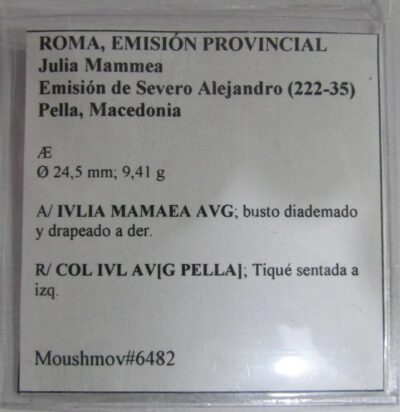 ROMA, EMISIÓN PROVINCIAL
Julia Mammea
Emisión de Severo Alejandro (222-35)
Pella, Macedonia
Æ
Ø 24,5 mm; 9,41 g
A/ IVLIA MAMAEA AVG; busto diademado
y drapeado a der.
R/ COL IVL AV[G PELLA]; Tiqué sentada a
izq.
Moushmov#6482